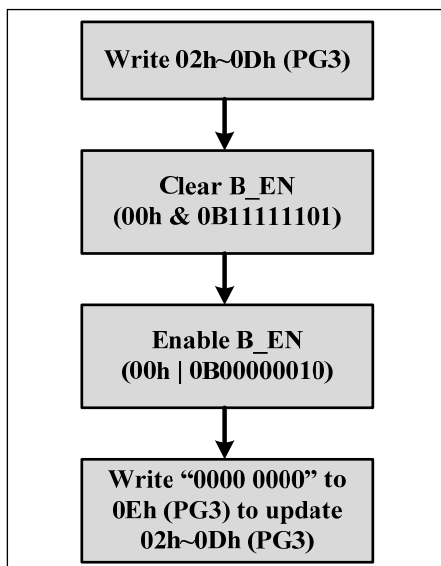 Write 02h~0Dh (PG3)
Clear B_EN
(00h & 0B11111101)
Enable B_EN
(00h | 0B00000010)
Write “0000 0000” to
0Eh (PG3) to update
02h~0Dh (PG3)